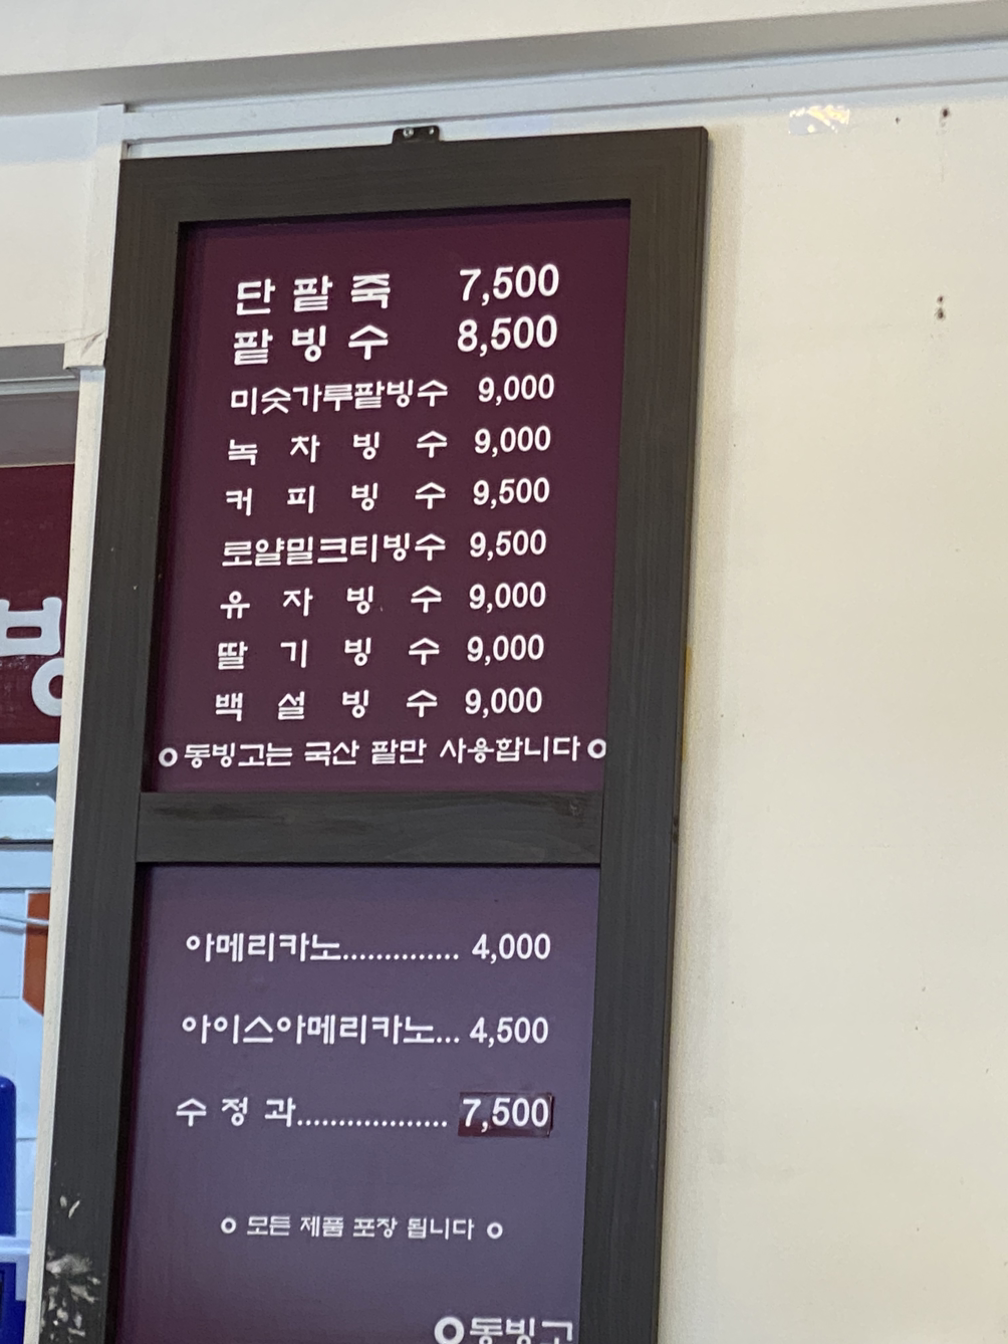 단팥죽 7,500
팥빙수 8,500
미숫가루팥빙수 9,000
녹차빙수 9,000
커피빙수 9,500
로얄밀크티빙수 9,500
유자빙수 9,000
딸기빙수 9,000
백설빙수 9,000
동빙고는 국산 팥만 사용합니다
아메리카노.............. 4,000
아이스아메리카노... 4,500
수정과.................. 7,500
모든 제품 포장 됩니다
동빙고